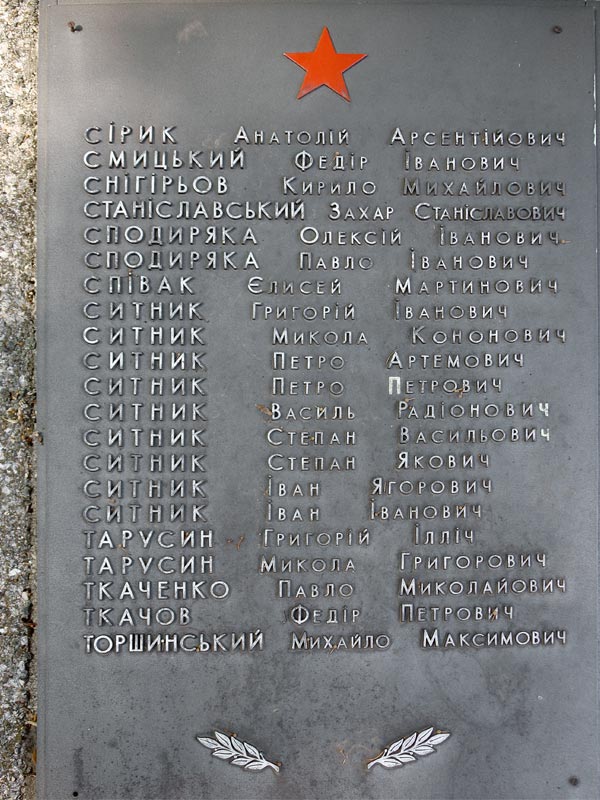 СІРИК Анатолій Арсентійович
СМИЦЬКИЙ Федір Іванович
СНІГІРЬОВ Кирило Михайлович
СТАНІСЛАВСЬКИЙ Захар Станіславович
СПОДИРЯКА Олексій Іванович
СПОДИРЯКА Павло Іванович
СПІВАК Єлисей Мартинович
СИТНИК Григорій Іванович
СИТНИК Микола Кононович
СИТНИК Петро Артемович
СИТНИК Петро Петрович
СИТНИК Василь Радіонович
СИТНИК Степан Васильович
СИТНИК Степан Якович
СИТНИК Іван Ягорович
СИТНИК Іван Іванович
ТАРУСИН Григорій Ілліч
ТАРУСИН Микола Григорович
ТКАЧЕНКО Павло Миколайович
ТКАЧОВ Федір Петрович
ТОРШИНСЬКИЙ Михайло Максимович